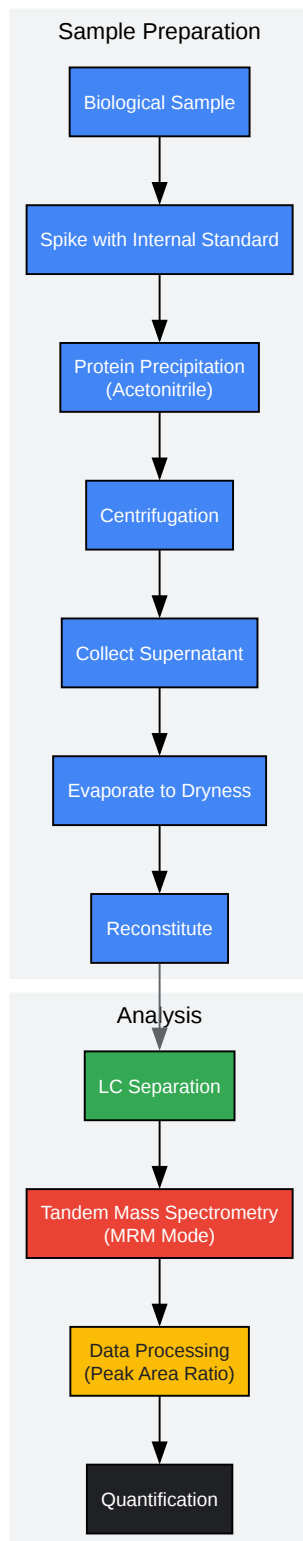 Sample Preparation
Biological Sample
Spike with Internal Standard
Protein Precipitation
(Acetonitrile)
Centrifugation
Collect Supernatant
Evaporate to Dryness
Reconstitute
Analysis
LC Separation
Tandem Mass Spectrometry
(MRM Mode)
Data Processing
(Peak Area Ratio)
Quantification